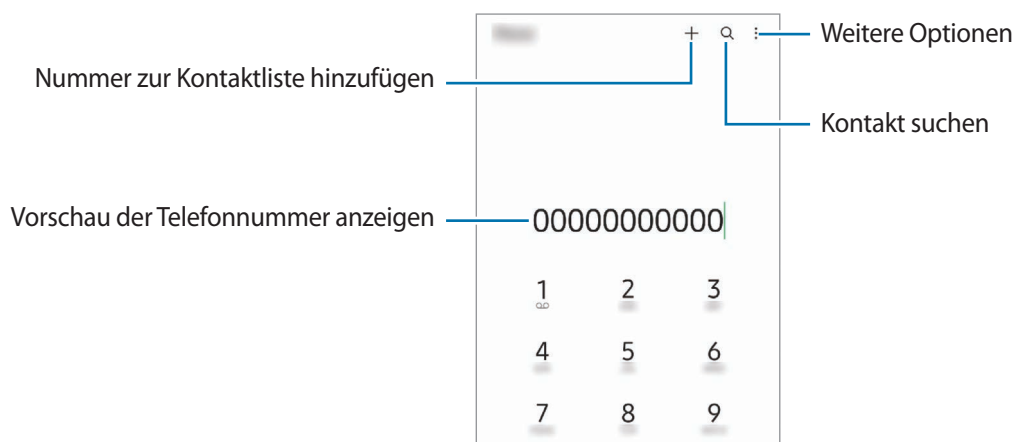 Weitere Optionen
Nummer zur Kontaktliste hinzufügen
Kontakt suchen
Vorschau der Telefonnummer anzeigen
00000000000
1 2 3
4 5 6
7 8 9